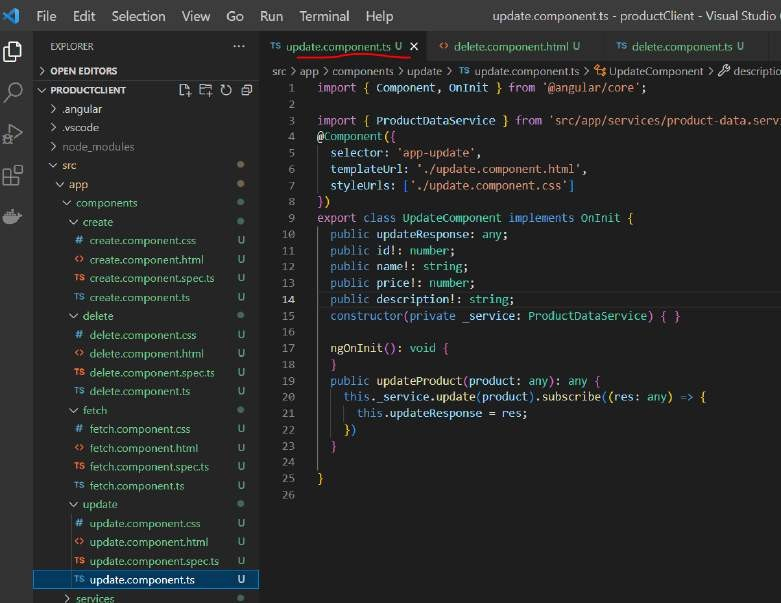 File Edit Selection View Go Run Terminal Help update.component.ts - productClient - Visual Studio
EXPLORER ...
TS update.component.ts U × <> delete.component.html U TS delete.component.ts U
src > app > components > update > TS update.component.ts > UpdateComponent >
> OPEN EDITORS
PRODUCTCLIENT
> .angular
> .vscode
> node_modules
src
app
components
create
# create.component.css U
<> create.component.html U
TS create.component.spec.ts U
TS create.component.ts U
delete
# delete.component.css U
<> delete.component.html U
TS delete.component.spec.ts U
TS delete.component.ts U
fetch
# fetch.component.css U
<> fetch.component.html U
TS fetch.component.spec.ts U
TS fetch.component.ts U
update
# update.component.css U
<> update.component.html U
TS update.component.spec.ts U
TS update.component.ts U
> services
1 import { Component, OnInit } from '@angular/core';
2
3 import { ProductDataService } from 'src/app/services/product-data.servi
4 @Component({
5 selector: 'app-update',
6 templateUrl: './update.component.html',
7 styleUrls: ['./update.component.css']
8 })
9 export class UpdateComponent implements OnInit {
10 public updateResponse: any;
11 public id!: number;
12 public name!: string;
13 public price!: number;
14 public description!: string;
15 constructor(private _service: ProductDataService) { }
16
17 ngOnInit(): void {
18 }
19 public updateProduct(product: any): any {
20 this._service.update(product).subscribe((res: any) => {
21 this.updateResponse = res;
22 })
23 }
24
25 }
26